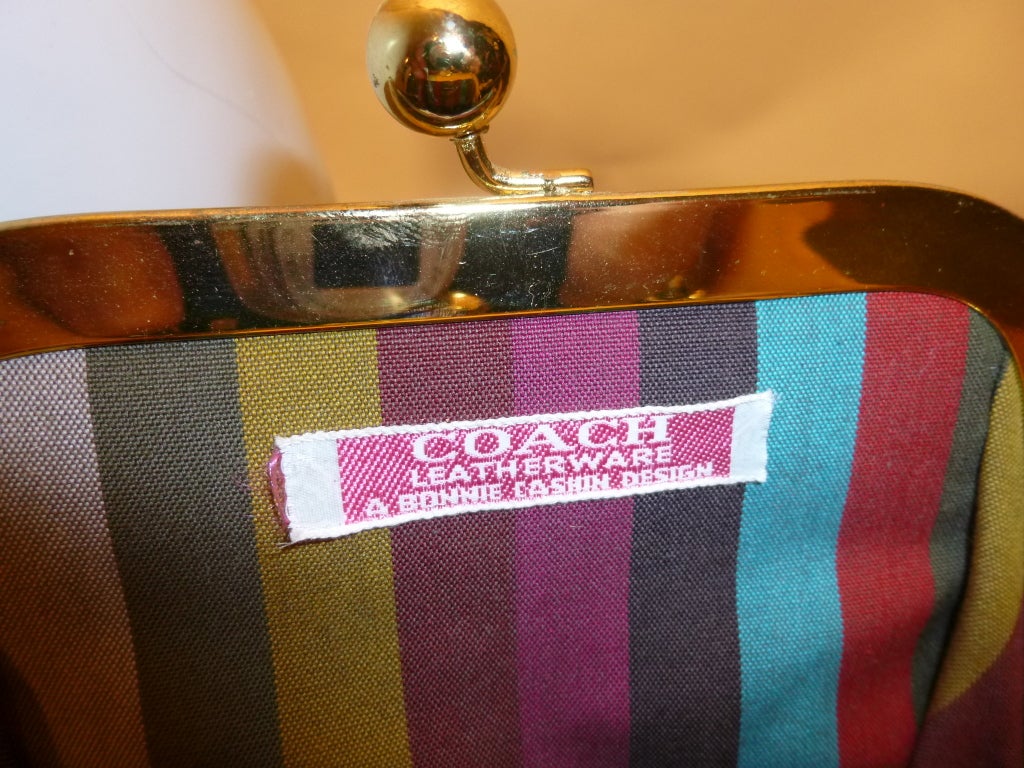 COACH
LEATHERWARE
A BONNIE CASHIN DESIGN